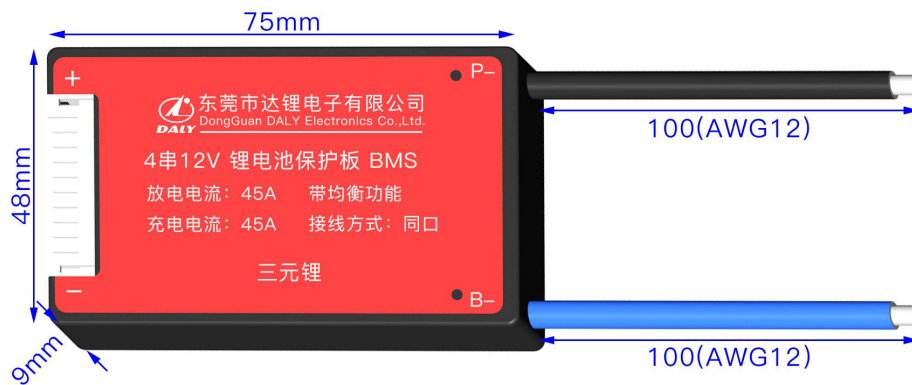 75mm
+
P-
东莞市达锂电子有限公司
DALY
DongGuan DALY Electronics Co.,Ltd.
100(AWG12)
4串12V 锂电池保护板 BMS
48mm
放电电流：45A 带均衡功能
充电电流：45A 接线方式：同口
三元锂
-
B-
9mm
100(AWG12)